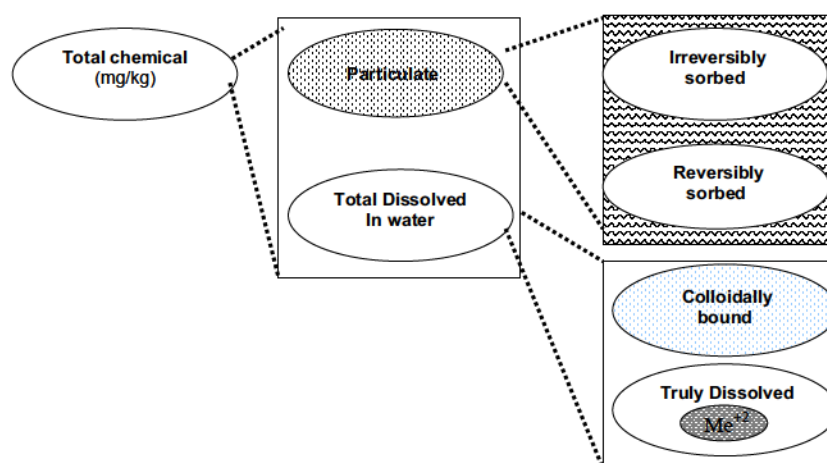 Total chemical
(mg/kg)
Particulate
Total Dissolved
In water
Irreversibly
sorbed
Reversibly
sorbed
Colloidally
bound
Truly Dissolved
Me⁺²